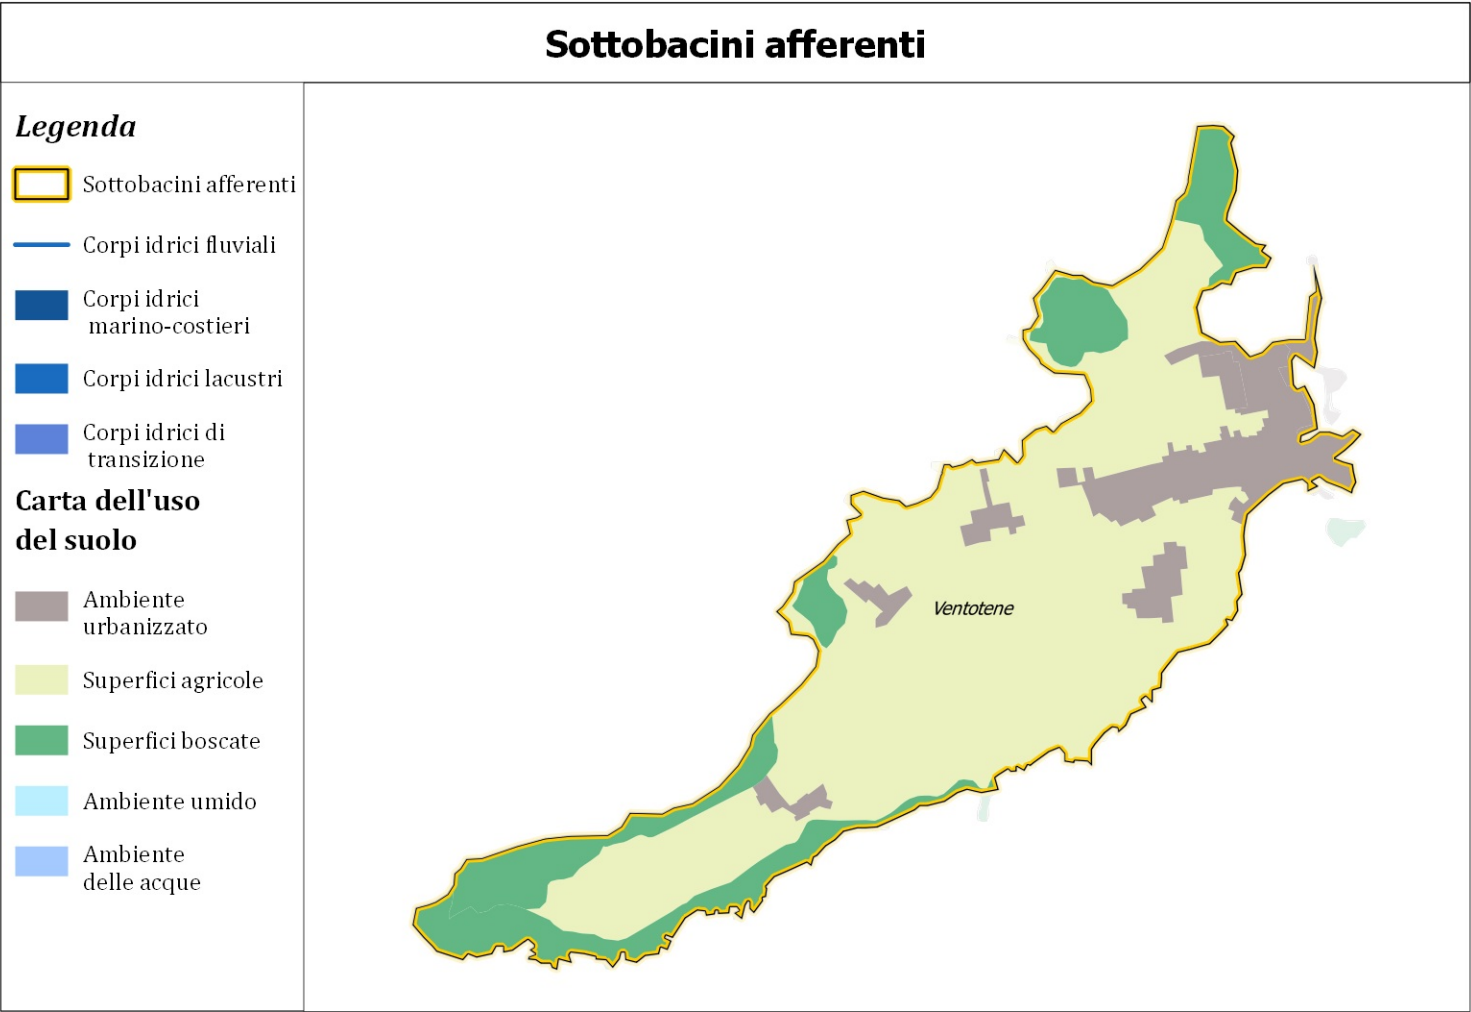 Sottobacini afferenti
Legenda
Sottobacini afferenti
Corpi idrici fluviali
Corpi idrici
marino-costieri
Corpi idrici lacustri
Corpi idrici di
transizione
Carta dell'uso
del suolo
Ambiente
urbanizzato
Superfici agricole
Superfici boscate
Ambiente umido
Ambiente
delle acque
Ventotene